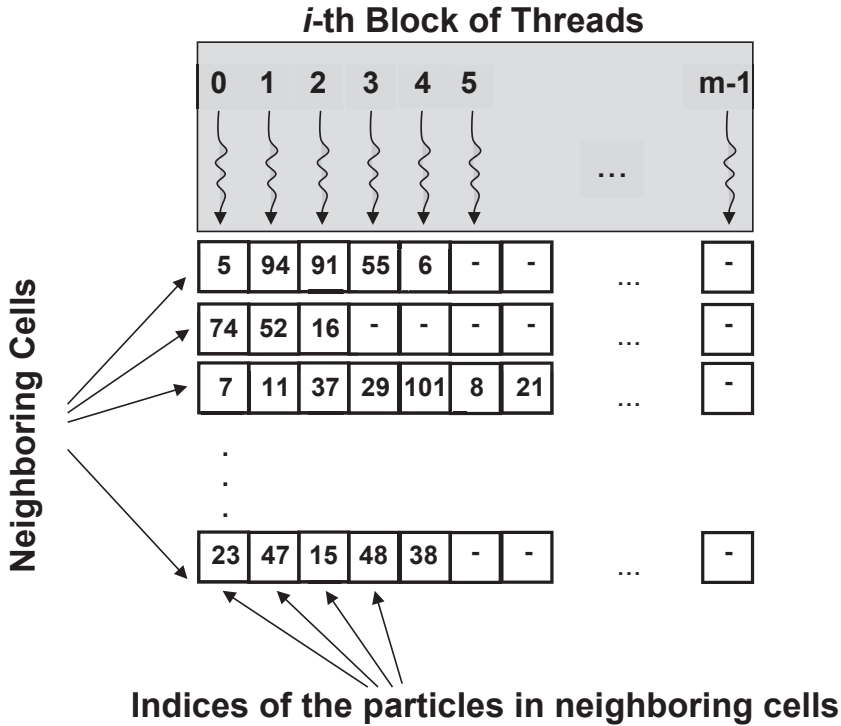 i-th Block of Threads
0 1 2 3 4 5 m-1
...
5 94 91 55 6 - - ... -
74 52 16 - - - - ... -
7 11 37 29 101 8 21 ... -
.
.
.
23 47 15 48 38 - - ... -
Neighboring Cells
Indices of the particles in neighboring cells